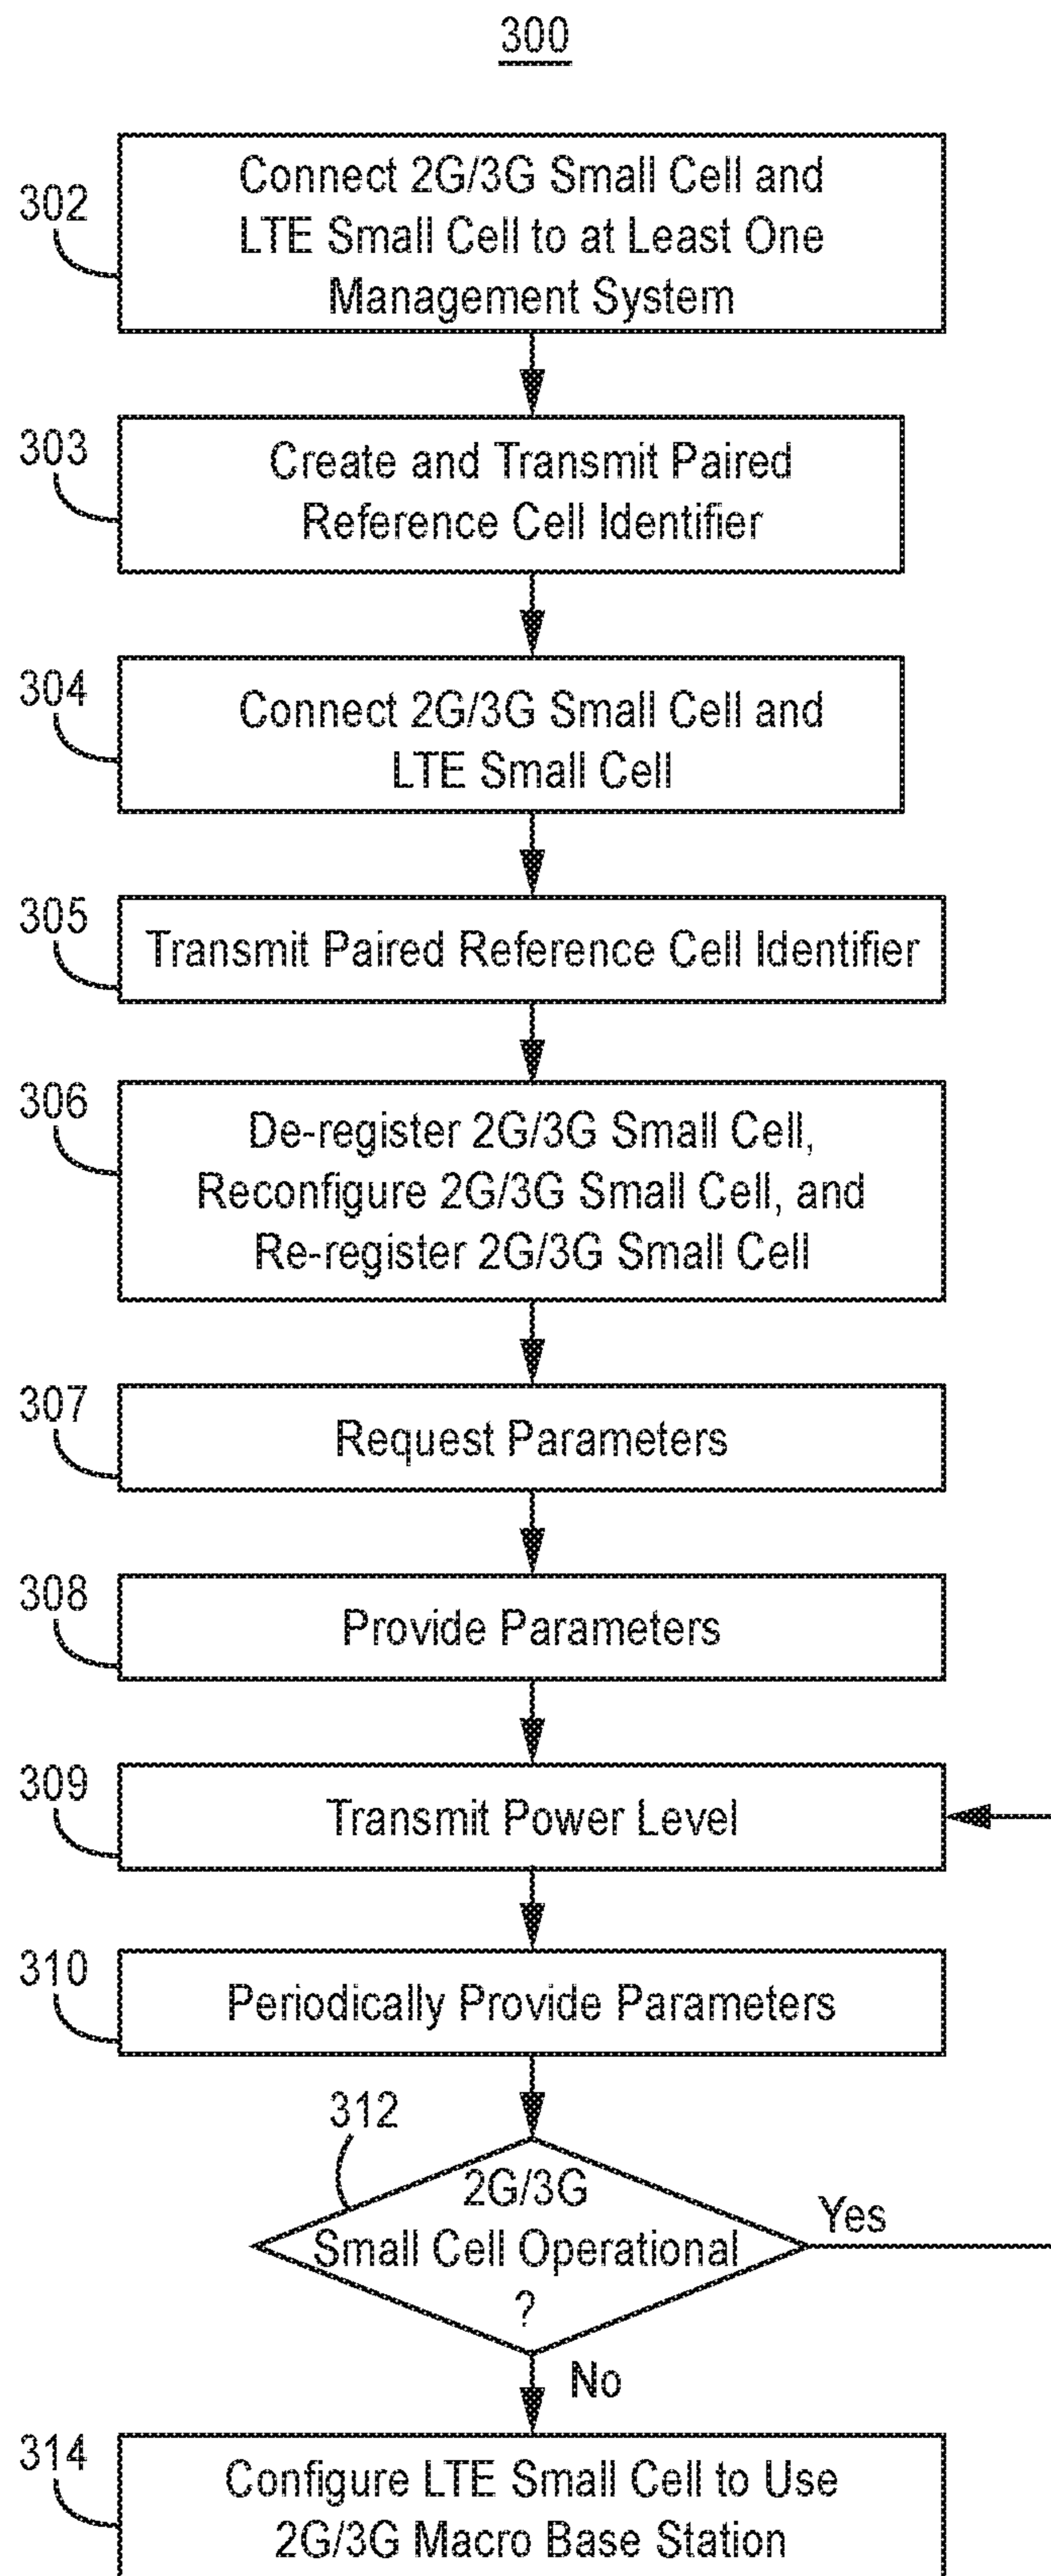 300
302
Connect 2G/3G Small Cell and
LTE Small Cell to at Least One
Management System
303
Create and Transmit Paired
Reference Cell Identifier
304
Connect 2G/3G Small Cell and
LTE Small Cell
305
Transmit Paired Reference Cell Identifier
306
De-register 2G/3G Small Cell,
Reconfigure 2G/3G Small Cell, and
Re-register 2G/3G Small Cell
307
Request Parameters
308
Provide Parameters
309
Transmit Power Level
310
Periodically Provide Parameters
312
2G/3G
Small Cell Operational
?
Yes
No
314
Configure LTE Small Cell to Use
2G/3G Macro Base Station